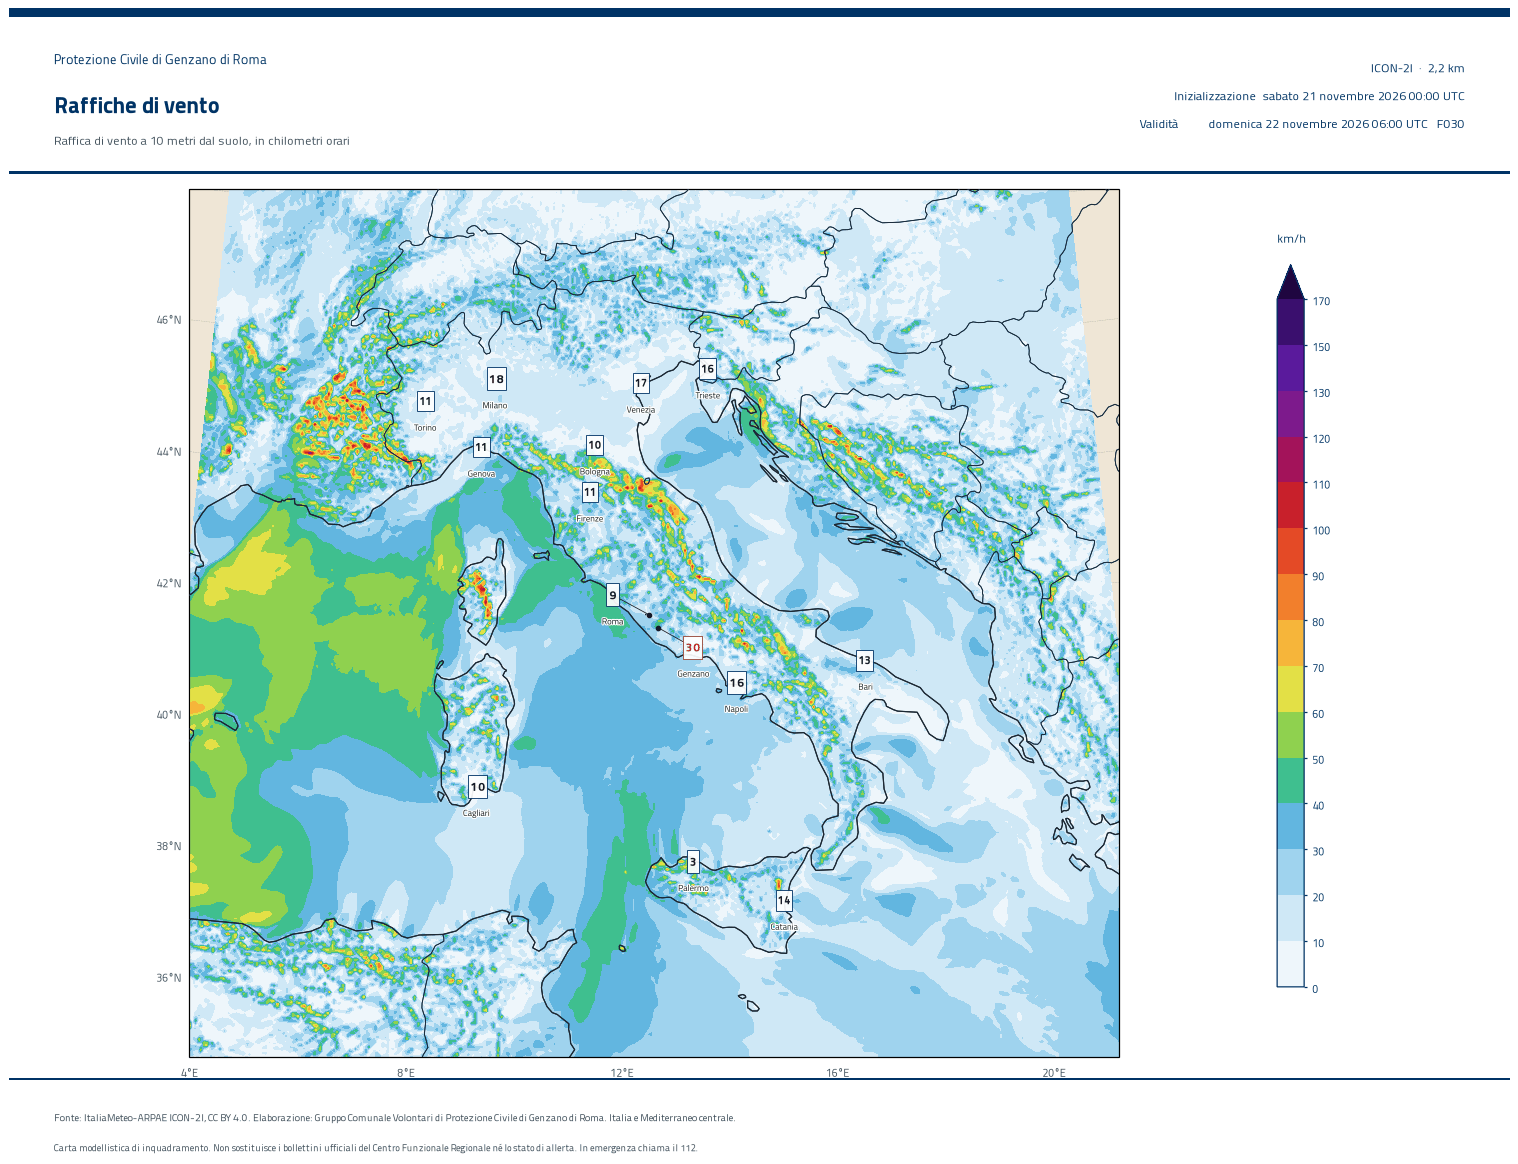 Protezione Civile di Genzano di Roma
Raffiche di vento
Raffica di vento a 10 metri dal suolo, in chilometri orari
ICON-2I · 2,2 km
Inizializzazione sabato 21 novembre 2026 00:00 UTC
Validità domenica 22 novembre 2026 06:00 UTC F030
km/h
170
150
130
120
110
100
90
80
70
60
50
40
30
20
10
0
46°N
44°N
42°N
40°N
38°N
36°N
4°E
8°E
12°E
16°E
20°E
11
Torino
18
Milano
17
Venezia
16
Trieste
11
Genova
10
Bologna
11
Firenze
9
Roma
30
Genzano
16
Napoli
13
Bari
10
Cagliari
3
Palermo
14
Catania
Fonte: ItaliaMeteo-ARPAE ICON-2I, CC BY 4.0. Elaborazione: Gruppo Comunale Volontari di Protezione Civile di Genzano di Roma. Italia e Mediterraneo centrale.
Carta modellistica di inquadramento. Non sostituisce i bollettini ufficiali del Centro Funzionale Regionale né lo stato di allerta. In emergenza chiama il 112.